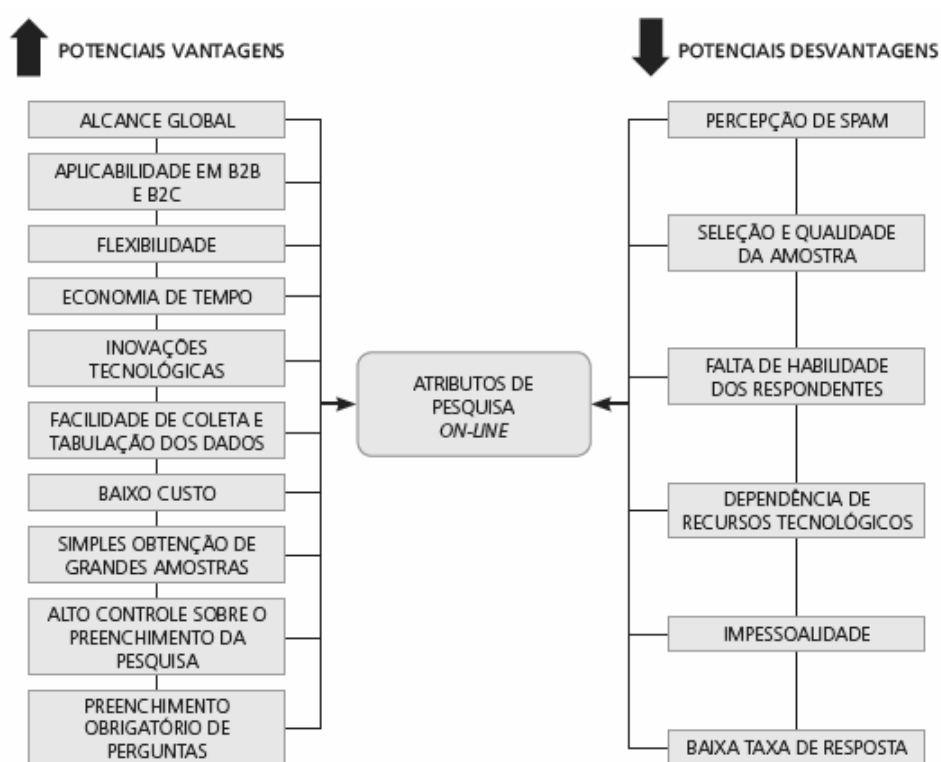 POTENCIAIS VANTAGENS
ALCANCE GLOBAL
APLICABILIDADE EM B2B
E B2C
FLEXIBILIDADE
ECONOMIA DE TEMPO
INOVAÇÕES
TECNOLÓGICAS
FACILIDADE DE COLETA E
TABULAÇÃO DOS DADOS
BAIXO CUSTO
SIMPLES OBTENÇÃO DE
GRANDES AMOSTRAS
ALTO CONTROLE SOBRE O
PREENCHIMENTO DA
PESQUISA
PREENCHIMENTO
OBRIGATÓRIO DE
PERGUNTAS
ATRIBUTOS DE
PESQUISA
ON-LINE
POTENCIAIS DESVANTAGENS
PERCEPÇÃO DE SPAM
SELEÇÃO E QUALIDADE
DA AMOSTRA
FALTA DE HABILIDADE
DOS RESPONDENTES
DEPENDÊNCIA DE
RECURSOS TECNOLÓGICOS
IMPESSOALIDADE
BAIXA TAXA DE RESPOSTA